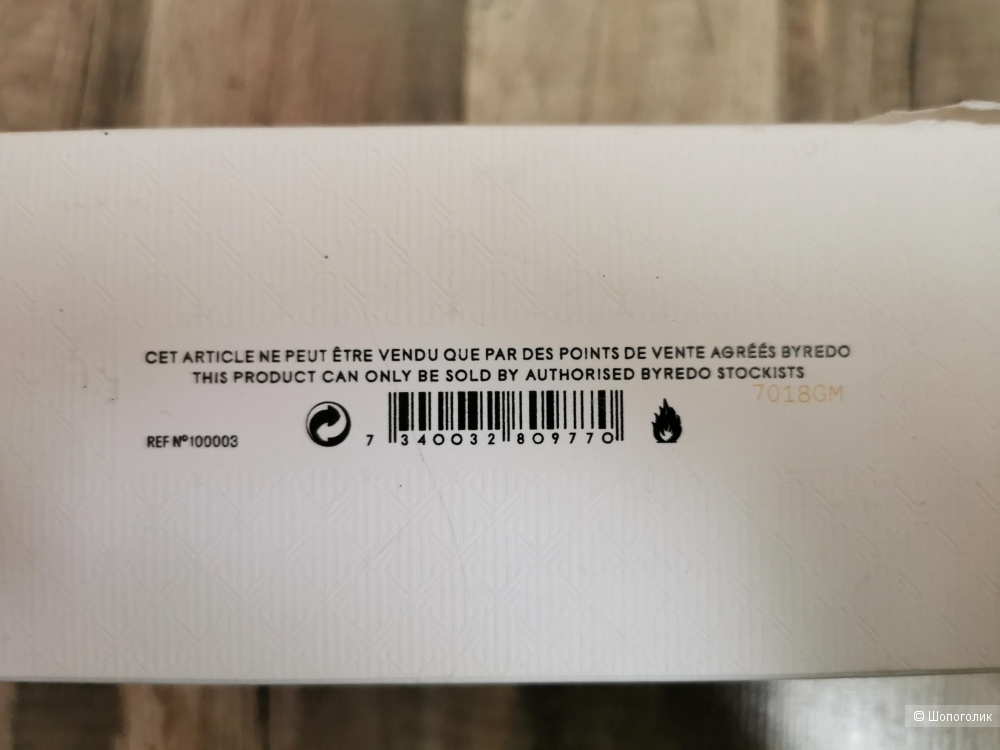 CET ARTICLE NE PEUT ÊTRE VENDU QUE PAR DES POINTS DE VENTE AGRÉÉS BYREDO
THIS PRODUCT CAN ONLY BE SOLD BY AUTHORISED BYREDO STOCKISTS
7018GM
REF Nº100003
7 340032 809770
© Шопоголик